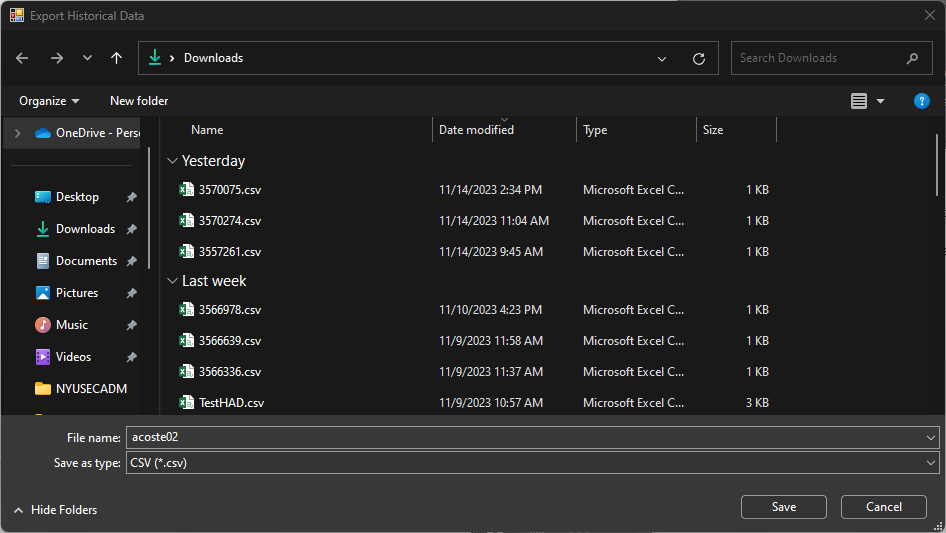 Export Historical Data
Downloads
Search Downloads
Organize
New folder
OneDrive - Perso
Desktop
Downloads
Documents
Pictures
Music
Videos
NYUSECADM
Name Date modified Type Size
Yesterday
3570075.csv 11/14/2023 2:34 PM Microsoft Excel C... 1 KB
3570274.csv 11/14/2023 11:04 AM Microsoft Excel C... 1 KB
3557261.csv 11/14/2023 9:45 AM Microsoft Excel C... 1 KB
Last week
3566978.csv 11/10/2023 4:23 PM Microsoft Excel C... 1 KB
3566639.csv 11/9/2023 11:58 AM Microsoft Excel C... 1 KB
3566336.csv 11/9/2023 11:37 AM Microsoft Excel C... 1 KB
TestHAD.csv 11/9/2023 10:57 AM Microsoft Excel C... 3 KB
File name: acoste02
Save as type: CSV (*.csv)
Hide Folders
Save
Cancel